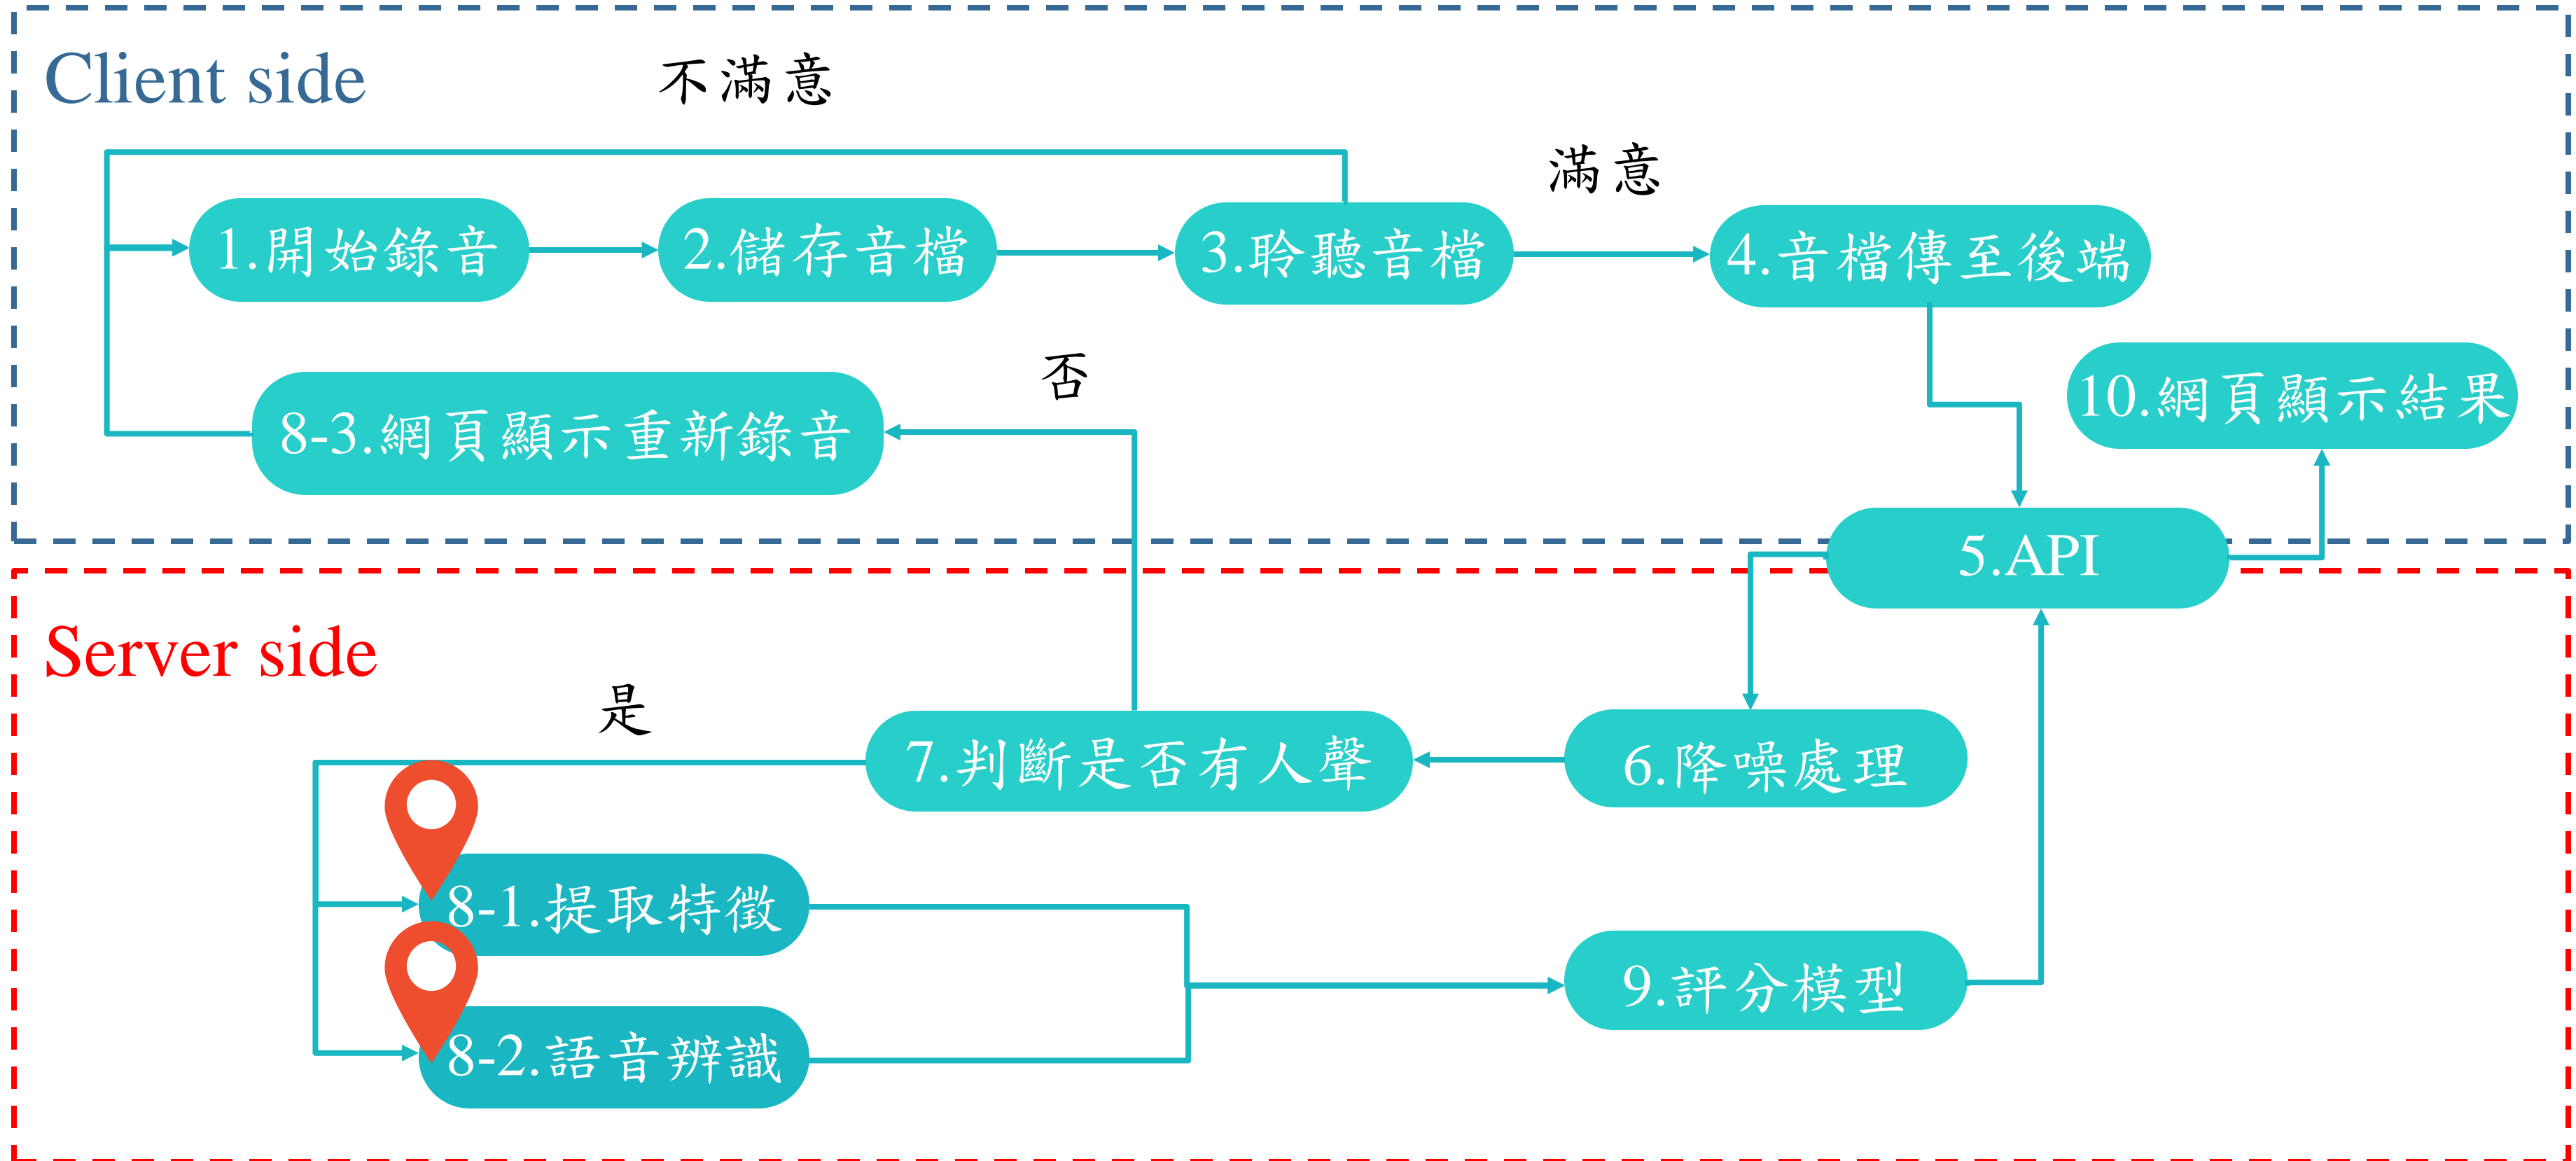 Client side
不滿意
滿意
1.開始錄音
2.儲存音檔
3.聆聽音檔
4.音檔傳至後端
否
10.網頁顯示結果
8-3.網頁顯示重新錄音
5.API
Server side
是
7.判斷是否有人聲
6.降噪處理
8-1.提取特徵
9.評分模型
8-2.語音辨識